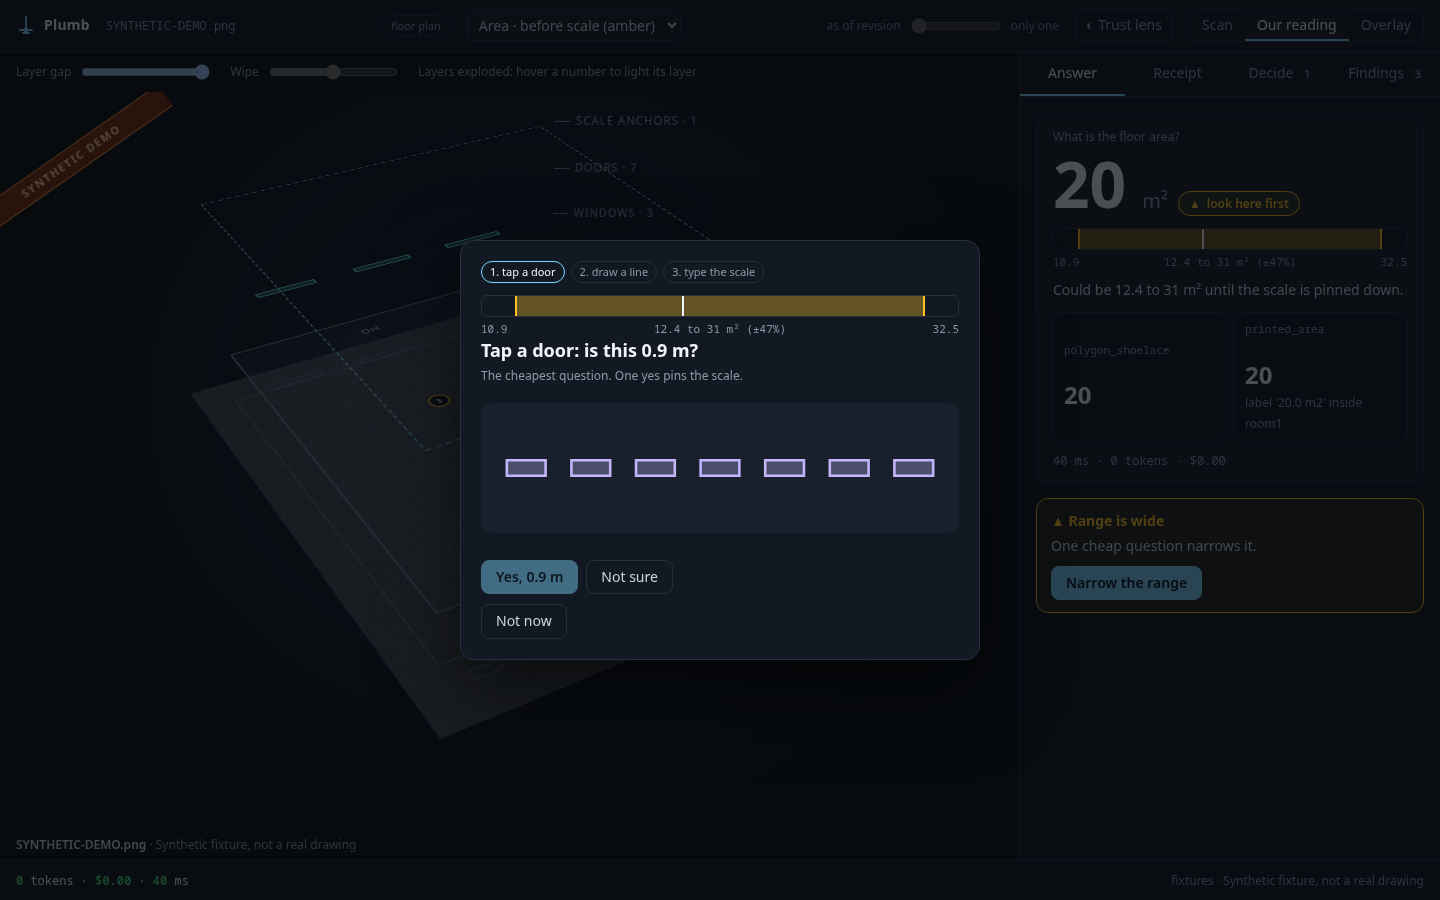 Plumb SYNTHETIC-DEMO.png floor plan Area · before scale (amber) as of revision only one Trust lens Scan Our reading Overlay
Layer gap Wipe Layers exploded: hover a number to light its layer
Answer Receipt Decide 1 Findings 3
SYNTHETIC DEMO
SCALE ANCHORS · 1
DOORS · 7
WINDOWS · 3
1. tap a door 2. draw a line 3. type the scale
10.9 12.4 to 31 m² (±47%) 32.5
Tap a door: is this 0.9 m?
The cheapest question. One yes pins the scale.
Yes, 0.9 m Not sure
Not now
What is the floor area?
20 m² ▲ look here first
10.9 12.4 to 31 m² (±47%) 32.5
Could be 12.4 to 31 m² until the scale is pinned down.
polygon_shoelace
20
printed_area
20
label '20.0 m2' inside
room1
40 ms · 0 tokens · $0.00
▲ Range is wide
One cheap question narrows it.
Narrow the range
SYNTHETIC-DEMO.png · Synthetic fixture, not a real drawing
0 tokens · $0.00 · 40 ms
fixtures · Synthetic fixture, not a real drawing